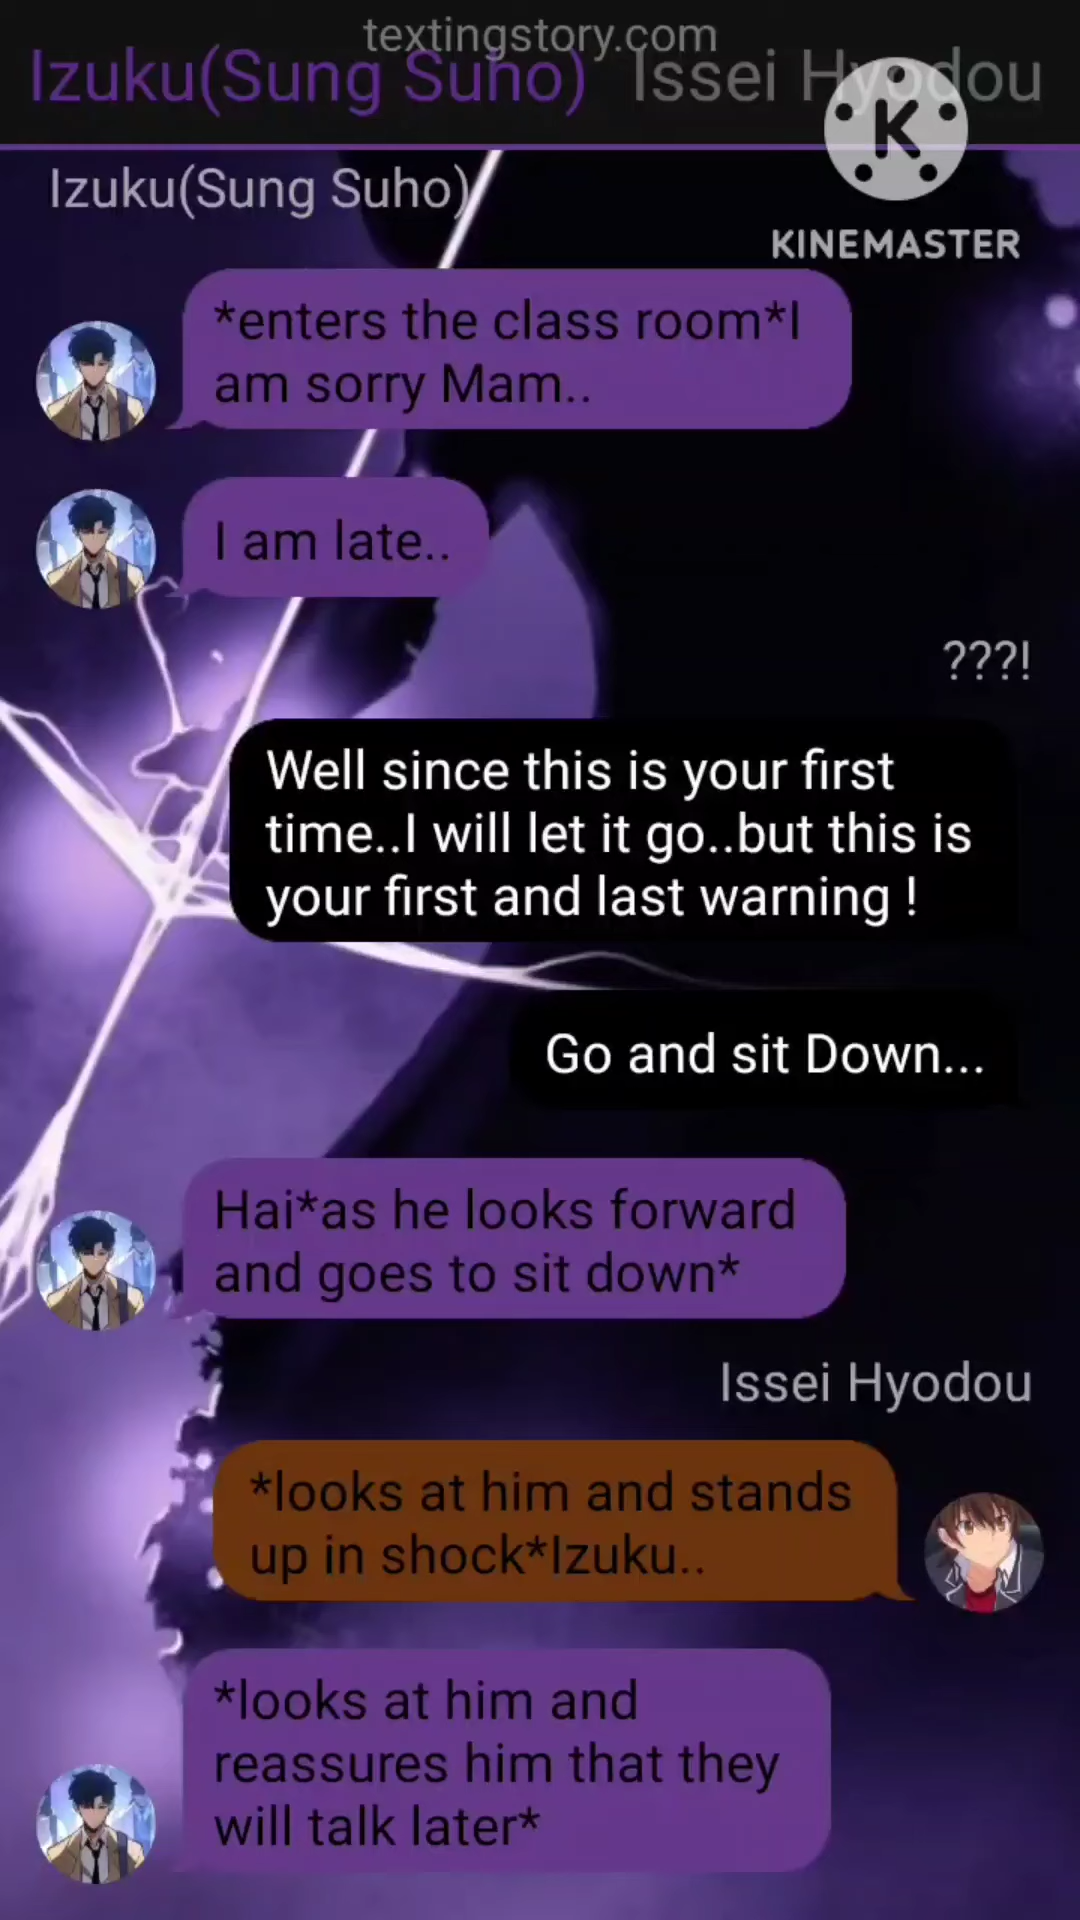 textingstory.com
Izuku(Sung Suho) Issei Hyodou
K
KINEMASTER
Izuku(Sung Suho)
*enters the class room*I
am sorry Mam..
I am late..
???!
Well since this is your first
time..I will let it go..but this is
your first and last warning !
Go and sit Down...
Hai*as he looks forward
and goes to sit down*
Issei Hyodou
*looks at him and stands
up in shock*Izuku..
*looks at him and
reassures him that they
will talk later*